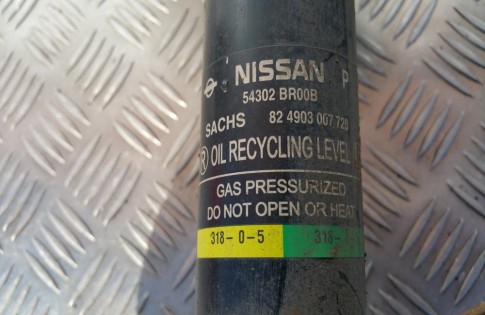 NISSAN P
54302 BR00B
SACHS 82 4903 007 720
® OIL RECYCLING LEVEL
GAS PRESSURIZED
DO NOT OPEN OR HEAT
318-0-5 318-